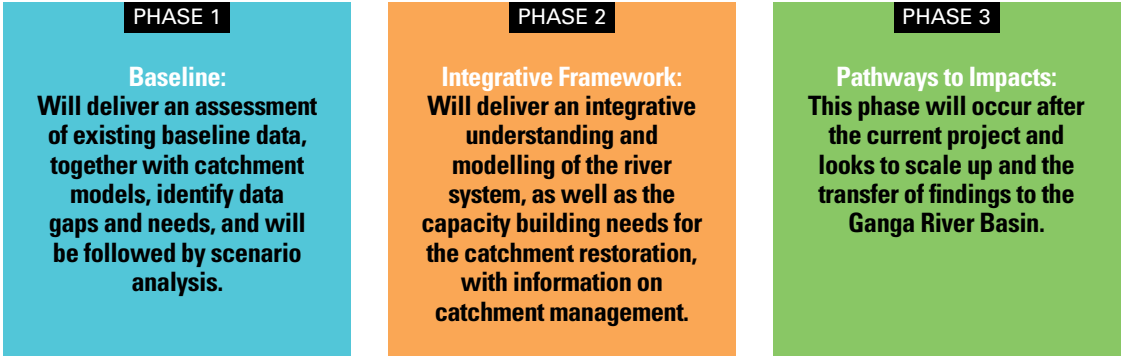 PHASE 1
Baseline:
Will deliver an assessment
of existing baseline data,
together with catchment
models, identify data
gaps and needs, and will
be followed by scenario
analysis.
PHASE 2
Integrative Framework:
Will deliver an integrative
understanding and
modelling of the river
system, as well as the
capacity building needs for
the catchment restoration,
with information on
catchment management.
PHASE 3
Pathways to Impacts:
This phase will occur after
the current project and
looks to scale up and the
transfer of findings to the
Ganga River Basin.